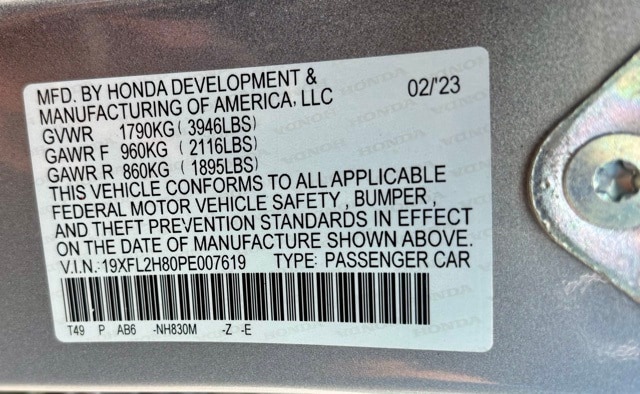 MFD. BY HONDA DEVELOPMENT & 02/'23
MANUFACTURING OF AMERICA, LLC
GVWR 1790KG ( 3946LBS)
GAWR F 960KG ( 2116LBS)
GAWR R 860KG ( 1895LBS)
THIS VEHICLE CONFORMS TO ALL APPLICABLE
FEDERAL MOTOR VEHICLE SAFETY , BUMPER ,
AND THEFT PREVENTION STANDARDS IN EFFECT
ON THE DATE OF MANUFACTURE SHOWN ABOVE.
V.I.N.: 19XFL2H80PE007619 TYPE: PASSENGER CAR
T49 P AB6 -NH830M -Z -E